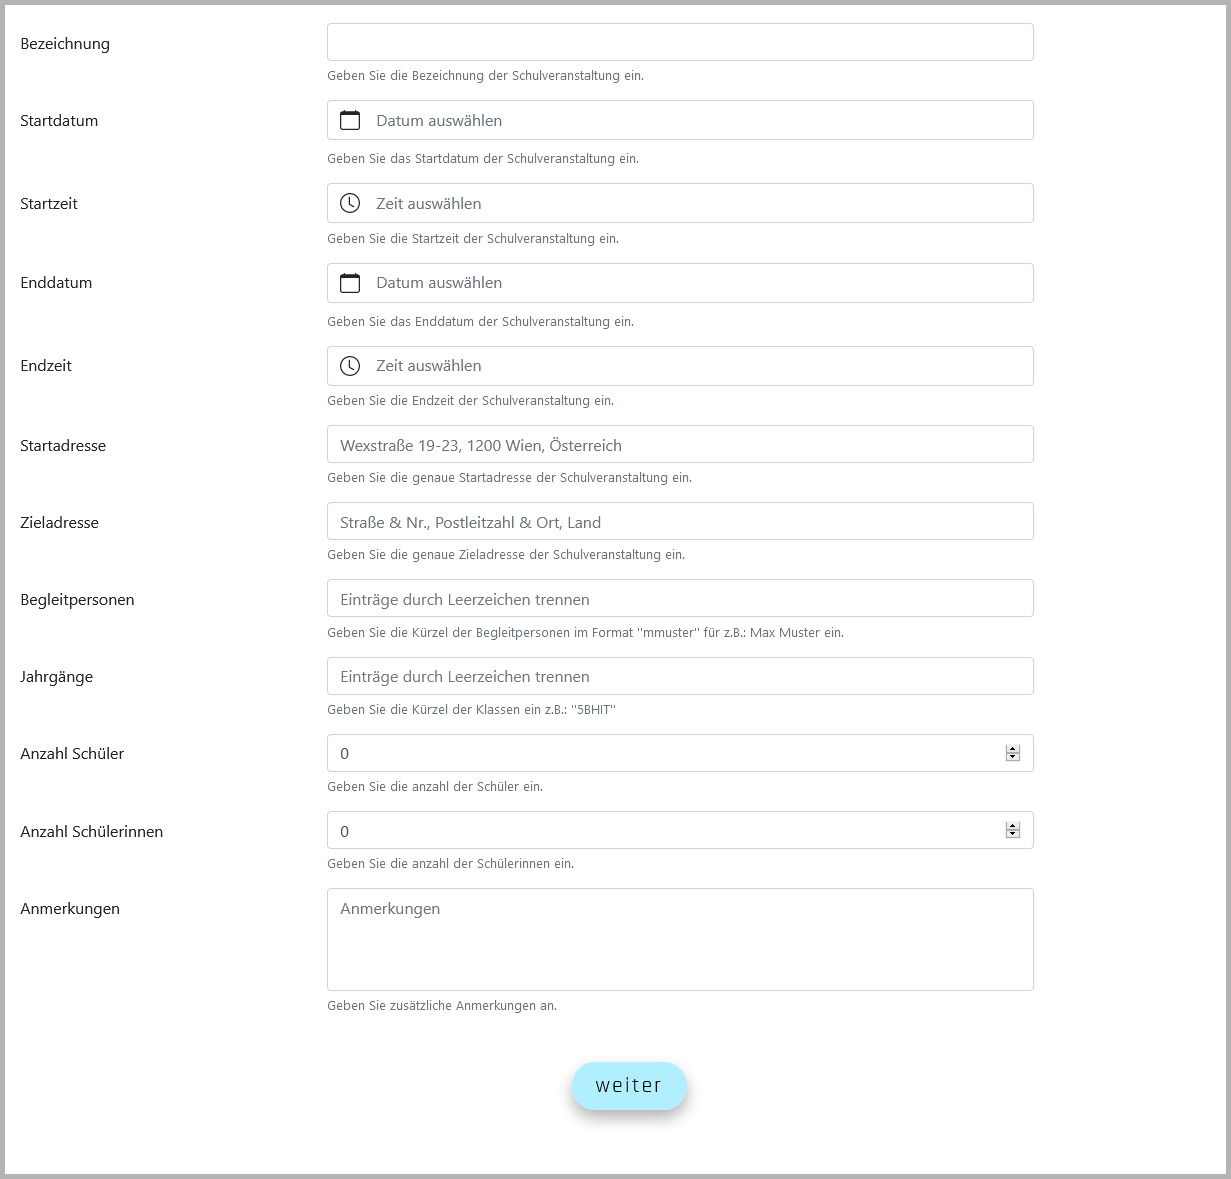 Bezeichnung
Geben Sie die Bezeichnung der Schulveranstaltung ein.
Startdatum
Datum auswählen
Geben Sie das Startdatum der Schulveranstaltung ein.
Startzeit
Zeit auswählen
Geben Sie die Startzeit der Schulveranstaltung ein.
Enddatum
Datum auswählen
Geben Sie das Enddatum der Schulveranstaltung ein.
Endzeit
Zeit auswählen
Geben Sie die Endzeit der Schulveranstaltung ein.
Startadresse
Wexstraße 19-23, 1200 Wien, Österreich
Geben Sie die genaue Startadresse der Schulveranstaltung ein.
Zieladresse
Straße & Nr., Postleitzahl & Ort, Land
Geben Sie die genaue Zieladresse der Schulveranstaltung ein.
Begleitpersonen
Einträge durch Leerzeichen trennen
Geben Sie die Kürzel der Begleitpersonen im Format "mmuster" für z.B.: Max Muster ein.
Jahrgänge
Einträge durch Leerzeichen trennen
Geben Sie die Kürzel der Klassen ein z.B.: "5BHIT"
Anzahl Schüler
0
Geben Sie die anzahl der Schüler ein.
Anzahl Schülerinnen
0
Geben Sie die anzahl der Schülerinnen ein.
Anmerkungen
Anmerkungen
Geben Sie zusätzliche Anmerkungen an.
weiter